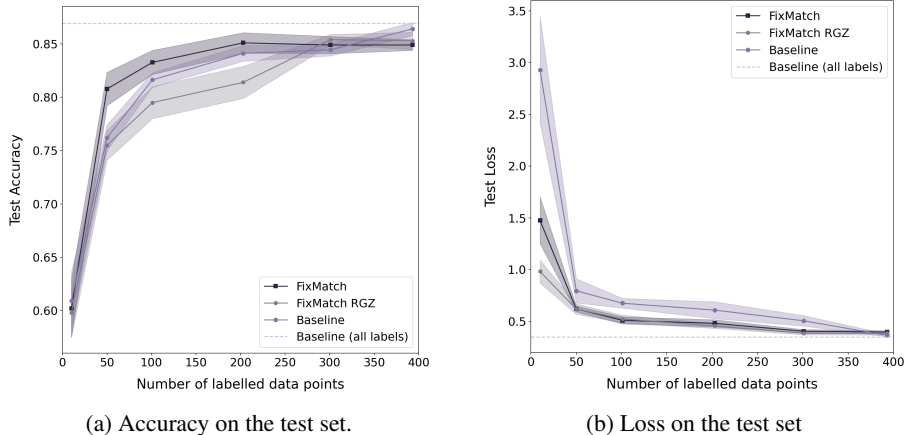 0.85
0.80
0.75
0.70
0.65
0.60
Test Accuracy
FixMatch
FixMatch RGZ
Baseline
Baseline (all labels)
0 50 100 150 200 250 300 350 400
Number of labelled data points
(a) Accuracy on the test set.
3.5
3.0
2.5
2.0
1.5
1.0
0.5
Test Loss
FixMatch
FixMatch RGZ
Baseline
Baseline (all labels)
0 50 100 150 200 250 300 350 400
Number of labelled data points
(b) Loss on the test set